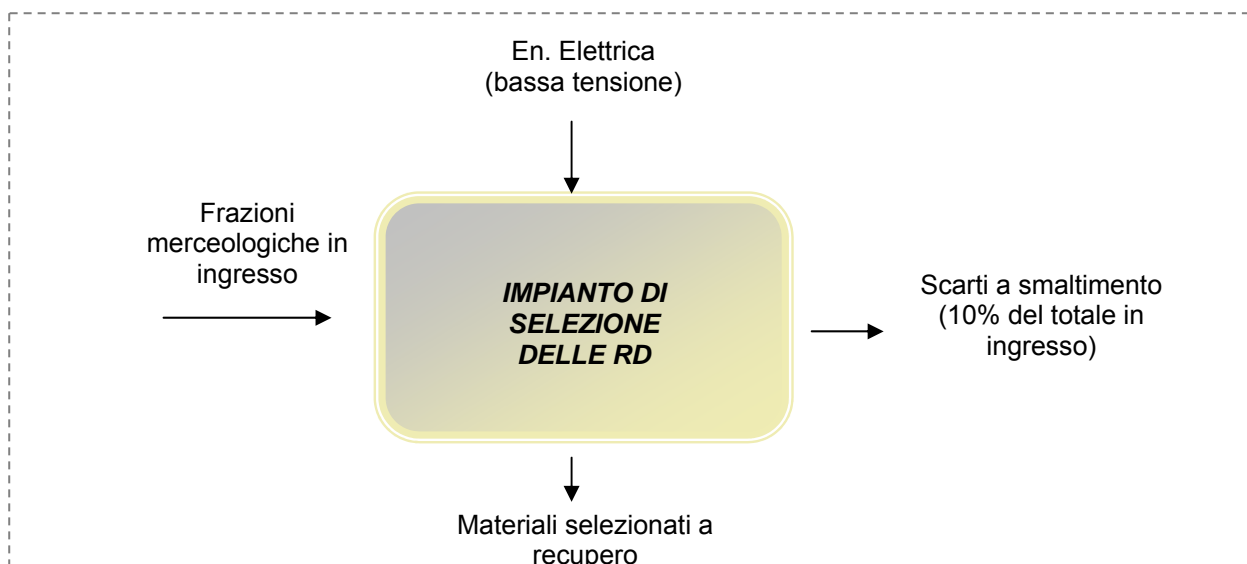 En. Elettrica
(bassa tensione)
Frazioni
merceologiche in
ingresso
IMPIANTO DI
SELEZIONE
DELLE RD
Scarti a smaltimento
(10% del totale in
ingresso)
Materiali selezionati a
recupero